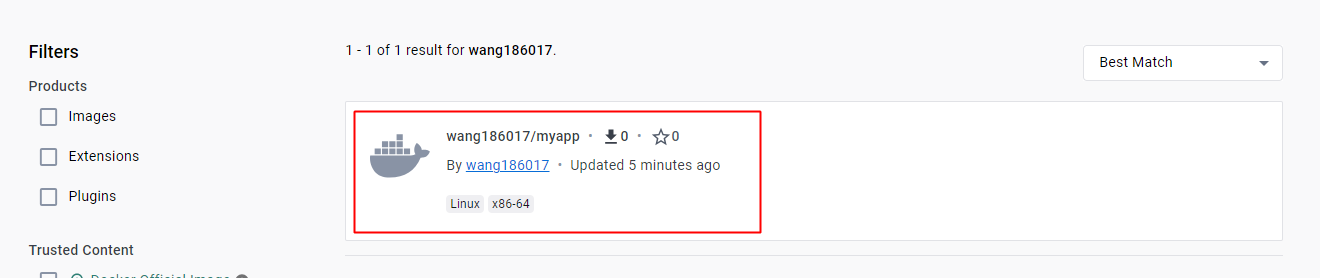 Filters
Products
Images
Extensions
Plugins
Trusted Content
Docker Official Image
1 - 1 of 1 result for wang186017.
Best Match
wang186017/myapp • 0 • 0
By wang186017 • Updated 5 minutes ago
Linux x86-64